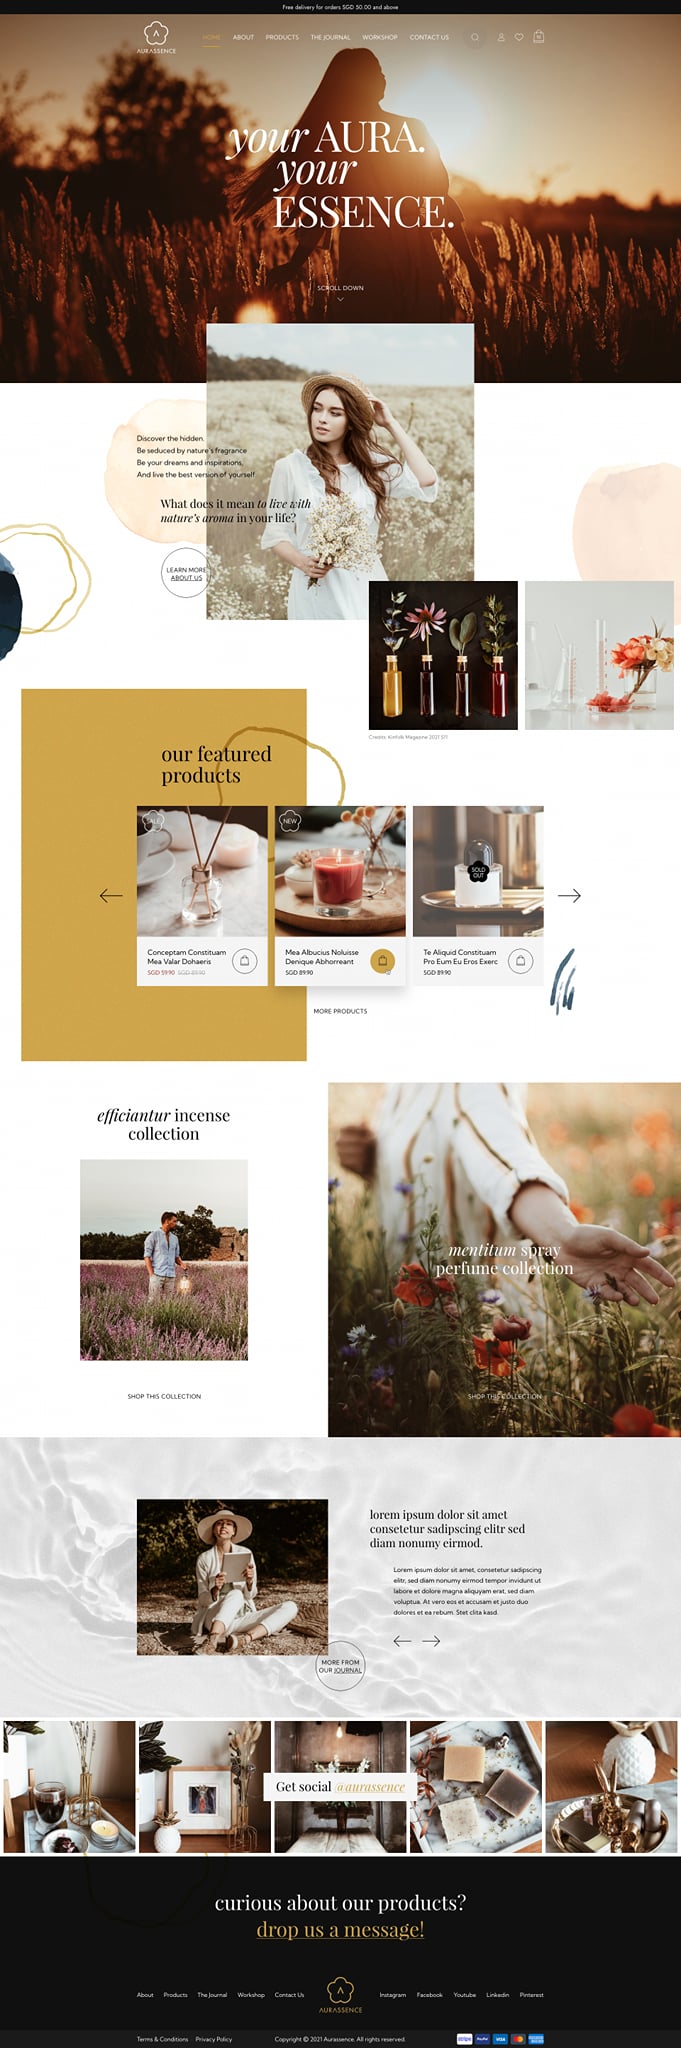 Free delivery for orders SGD 50.00 and above
AURASSENCE
HOME ABOUT PRODUCTS THE JOURNAL WORKSHOP CONTACT US
your AURA.
your
ESSENCE.
SCROLL DOWN
Discover the hidden.
Be seduced by nature's fragrance
Be your dreams and inspirations,
And live the best version of yourself.
What does it mean to live with
nature's aroma in your life?
LEARN MORE
ABOUT US
Credits: Kinfolk Magazine 2021
our featured
products
SALE
NEW
SOLD
OUT
Conceptam Constituam
Mea Valar Dohaeris
SGD 59.90 SGD 89.90
Mea Albucius Noluisse
Denique Abhorreant
SGD 89.90
Te Aliquid Constituam
Pro Eum Eu Eros Exerc
SGD 89.90
MORE PRODUCTS
efficiantur incense
collection
SHOP THIS COLLECTION
mentitum spray
perfume collection
SHOP THIS COLLECTION
lorem ipsum dolor sit amet
consetetur sadipscing elitr sed
diam nonumy eirmod.
Lorem ipsum dolor sit amet, consetetur sadipscing
elitr, sed diam nonumy eirmod tempor invidunt ut
labore et dolore magna aliquyam erat, sed diam
voluptua. At vero eos et accusam et justo duo
dolores et ea rebum. Stet clita kasd.
MORE FROM
OUR JOURNAL
Get social @aurassence
curious about our products?
drop us a message!
About Products The Journal Workshop Contact Us
AURASSENCE
Instagram Facebook Youtube Linkedin Pinterest
Terms & Conditions Privacy Policy
Copyright © 2021 Aurassence. All rights reserved.
stripe PayPal VISA